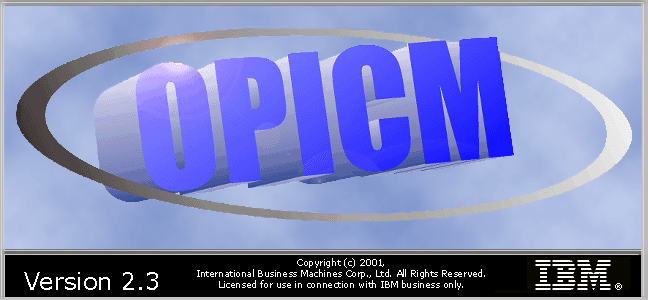 OPICM
Version 2.3
Copyright (c) 2001,
International Business Machines Corp., Ltd. All Rights Reserved.
Licensed for use in connection with IBM business only.
IBM®